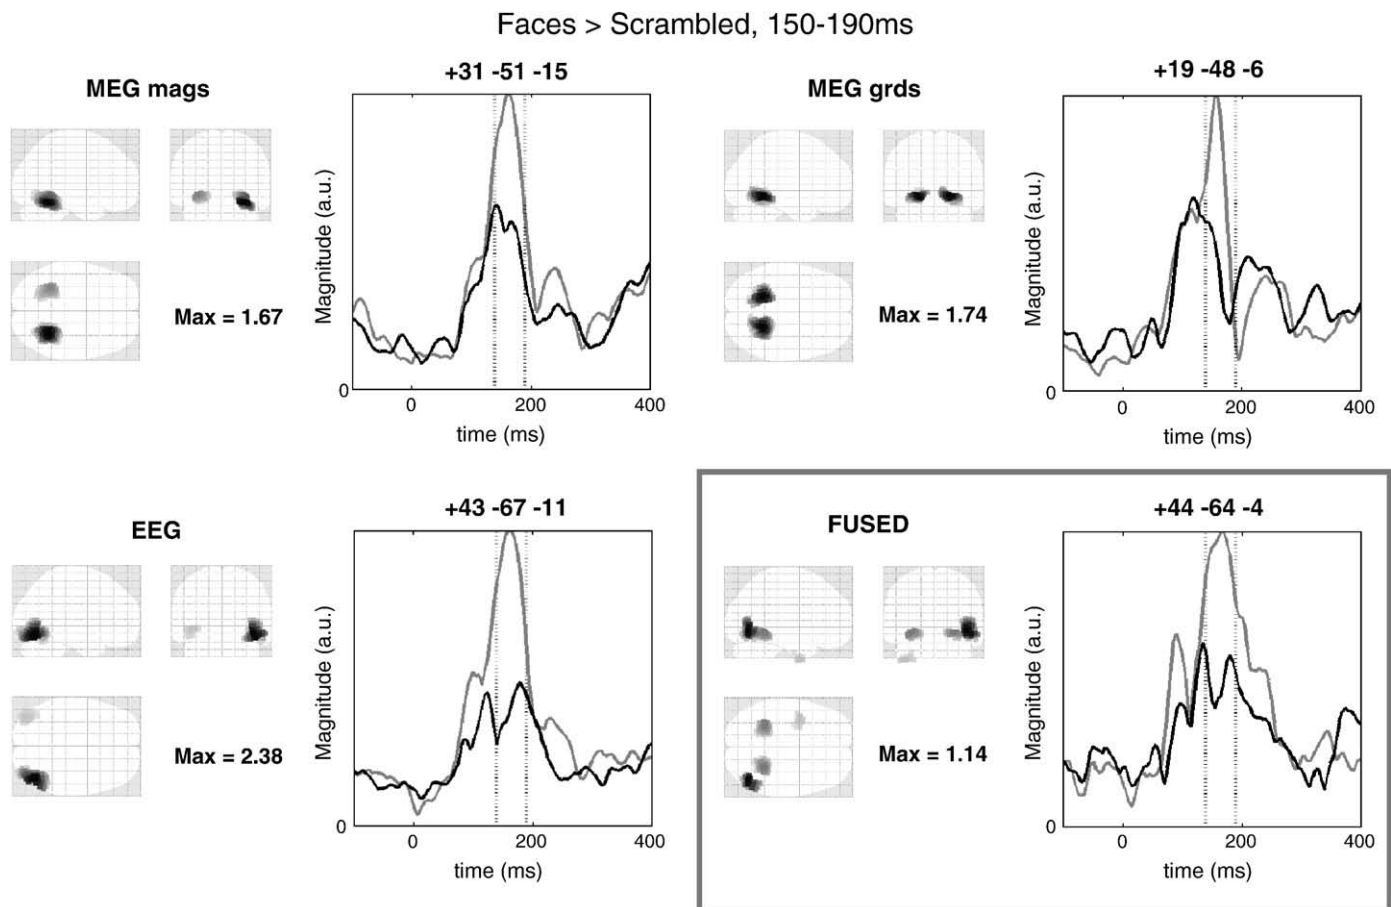 Faces > Scrambled, 150-190ms
MEG mags
+31 -51 -15
Max = 1.67
Magnitude (a.u.)
0
0 200 400
time (ms)
MEG grds
+19 -48 -6
Max = 1.74
Magnitude (a.u.)
0
0 200 400
time (ms)
EEG
+43 -67 -11
Max = 2.38
Magnitude (a.u.)
0
0 200 400
time (ms)
FUSED
+44 -64 -4
Max = 1.14
Magnitude (a.u.)
0
0 200 400
time (ms)